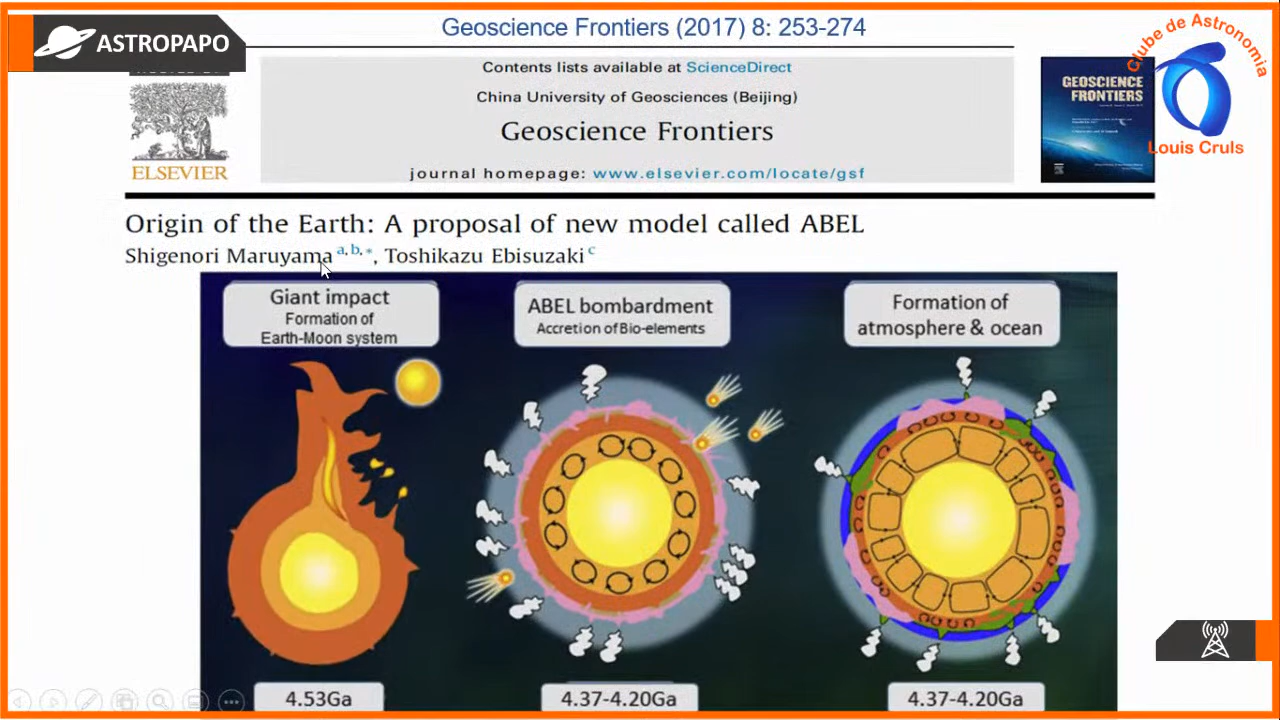 Geoscience Frontiers (2017) 8: 253-274
ASTROPAPO
Clube de Astronomia
Louis Cruls
Contents lists available at ScienceDirect
China University of Geosciences (Beijing)
Geoscience Frontiers
journal homepage: www.elsevier.com/locate/gsf
ELSEVIER
GEOSCIENCE
FRONTIERS
Origin of the Earth: A proposal of new model called ABEL
Shigenori Maruyama a,b,*, Toshikazu Ebisuzaki c
Giant impact
Formation of
Earth-Moon system
ABEL bombardment
Accretion of Bio-elements
Formation of
atmosphere & ocean
4.53Ga
4.37-4.20Ga
4.37-4.20Ga